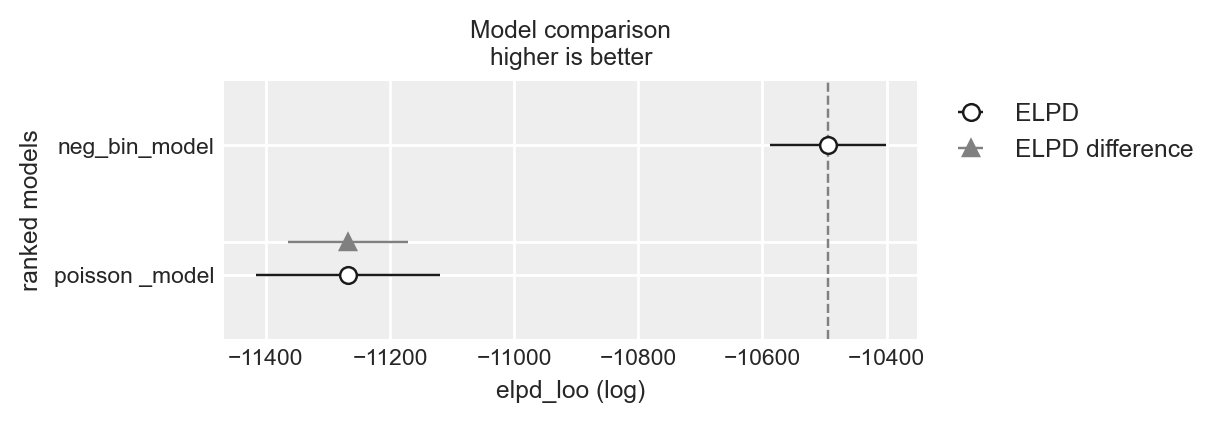 Model comparison
higher is better
neg_bin_model
poisson _model
ranked models
−11400 −11200 −11000 −10800 −10600 −10400
elpd_loo (log)
ELPD
ELPD difference